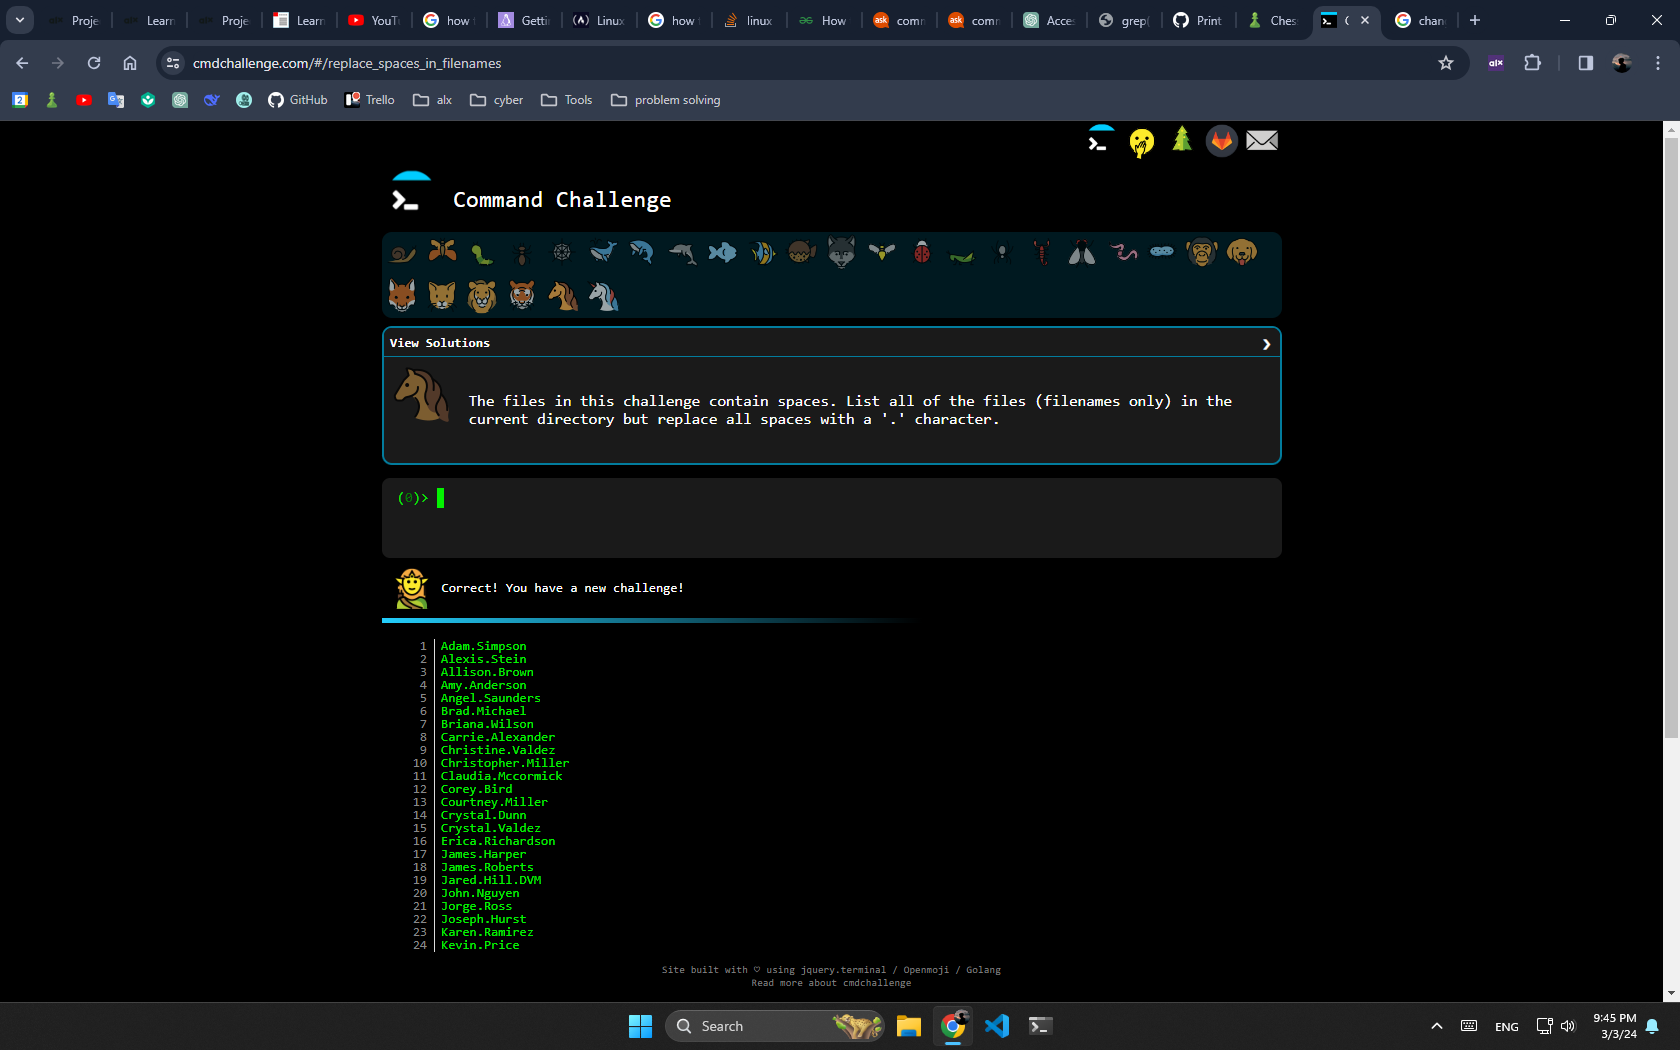 Proje
Learn
Proje
Learn
YouTu
how
Gettin
Linux
how
linux
How
comm
comm
Acces
grep(
Print
Ches
chan
cmdchallenge.com/#/replace_spaces_in_filenames
alx
GitHub
Trello
alx
cyber
Tools
problem solving
Command Challenge
View Solutions
The files in this challenge contain spaces. List all of the files (filenames only) in the
current directory but replace all spaces with a '.' character.
(0)>
Correct! You have a new challenge!
1 Adam.Simpson
2 Alexis.Stein
3 Allison.Brown
4 Amy.Anderson
5 Angel.Saunders
6 Brad.Michael
7 Briana.Wilson
8 Carrie.Alexander
9 Christine.Valdez
10 Christopher.Miller
11 Claudia.Mccormick
12 Corey.Bird
13 Courtney.Miller
14 Crystal.Dunn
15 Crystal.Valdez
16 Erica.Richardson
17 James.Harper
18 James.Roberts
19 Jared.Hill.DVM
20 John.Nguyen
21 Jorge.Ross
22 Joseph.Hurst
23 Karen.Ramirez
24 Kevin.Price
Site built with ♡ using jquery.terminal / Openmoji / Golang
Read more about cmdchallenge
Search
ENG
9:45 PM
3/3/24